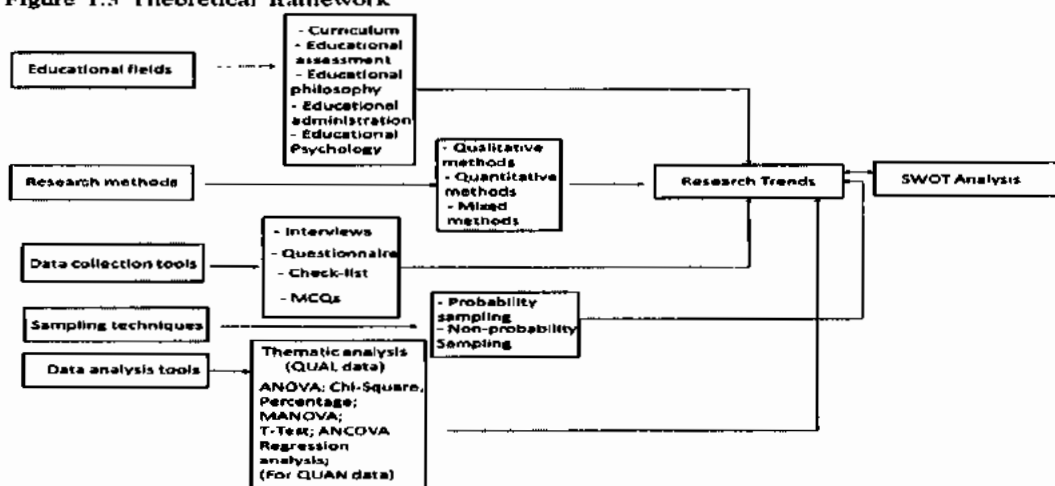 Figure 1.3 Theoretical framework
Educational fields
- Curriculum
- Educational
assessment
- Educational
philosophy
- Educational
administration
- Educational
Psychology
Research methods
- Qualitative
methods
- Quantitative
methods
- Mixed
methods
Research Trends
SWOT Analysis
Data collection tools
- Interviews
- Questionnaire
- Check-list
- MCQs
Sampling techniques
- Probability
sampling
- Non-probability
Sampling
Data analysis tools
Thematic analysis
(QUAL data)
ANOVA; Chi-Square,
Percentage;
MANOVA;
T-Test; ANCOVA
Regression
analysis;
(For QUAN data)